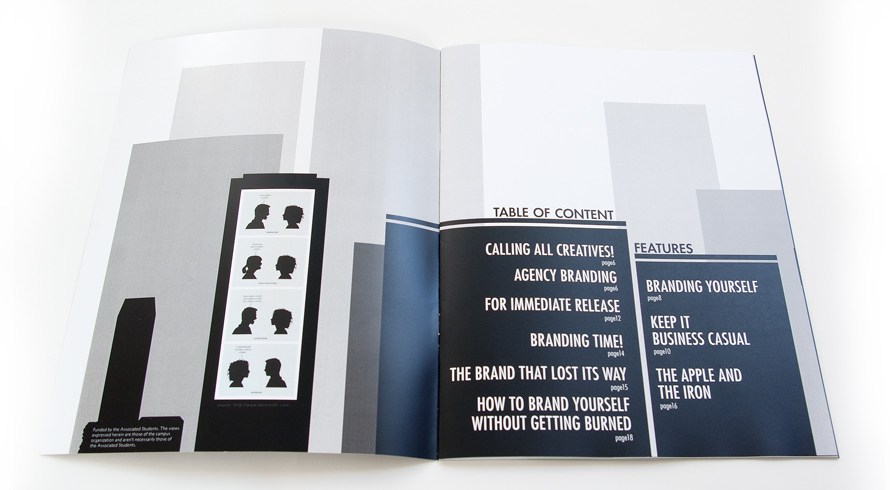 Funded by the Associated Students. The views
expressed herein are those of the campus
organization and aren't necessarily those of
the Associated Students.
TABLE OF CONTENT
CALLING ALL CREATIVES!
page6
AGENCY BRANDING
page6
FOR IMMEDIATE RELEASE
page12
BRANDING TIME!
page14
THE BRAND THAT LOST ITS WAY
page15
HOW TO BRAND YOURSELF
WITHOUT GETTING BURNED
page18
FEATURES
BRANDING YOURSELF
page8
KEEP IT
BUSINESS CASUAL
page10
THE APPLE AND
THE IRON
page16